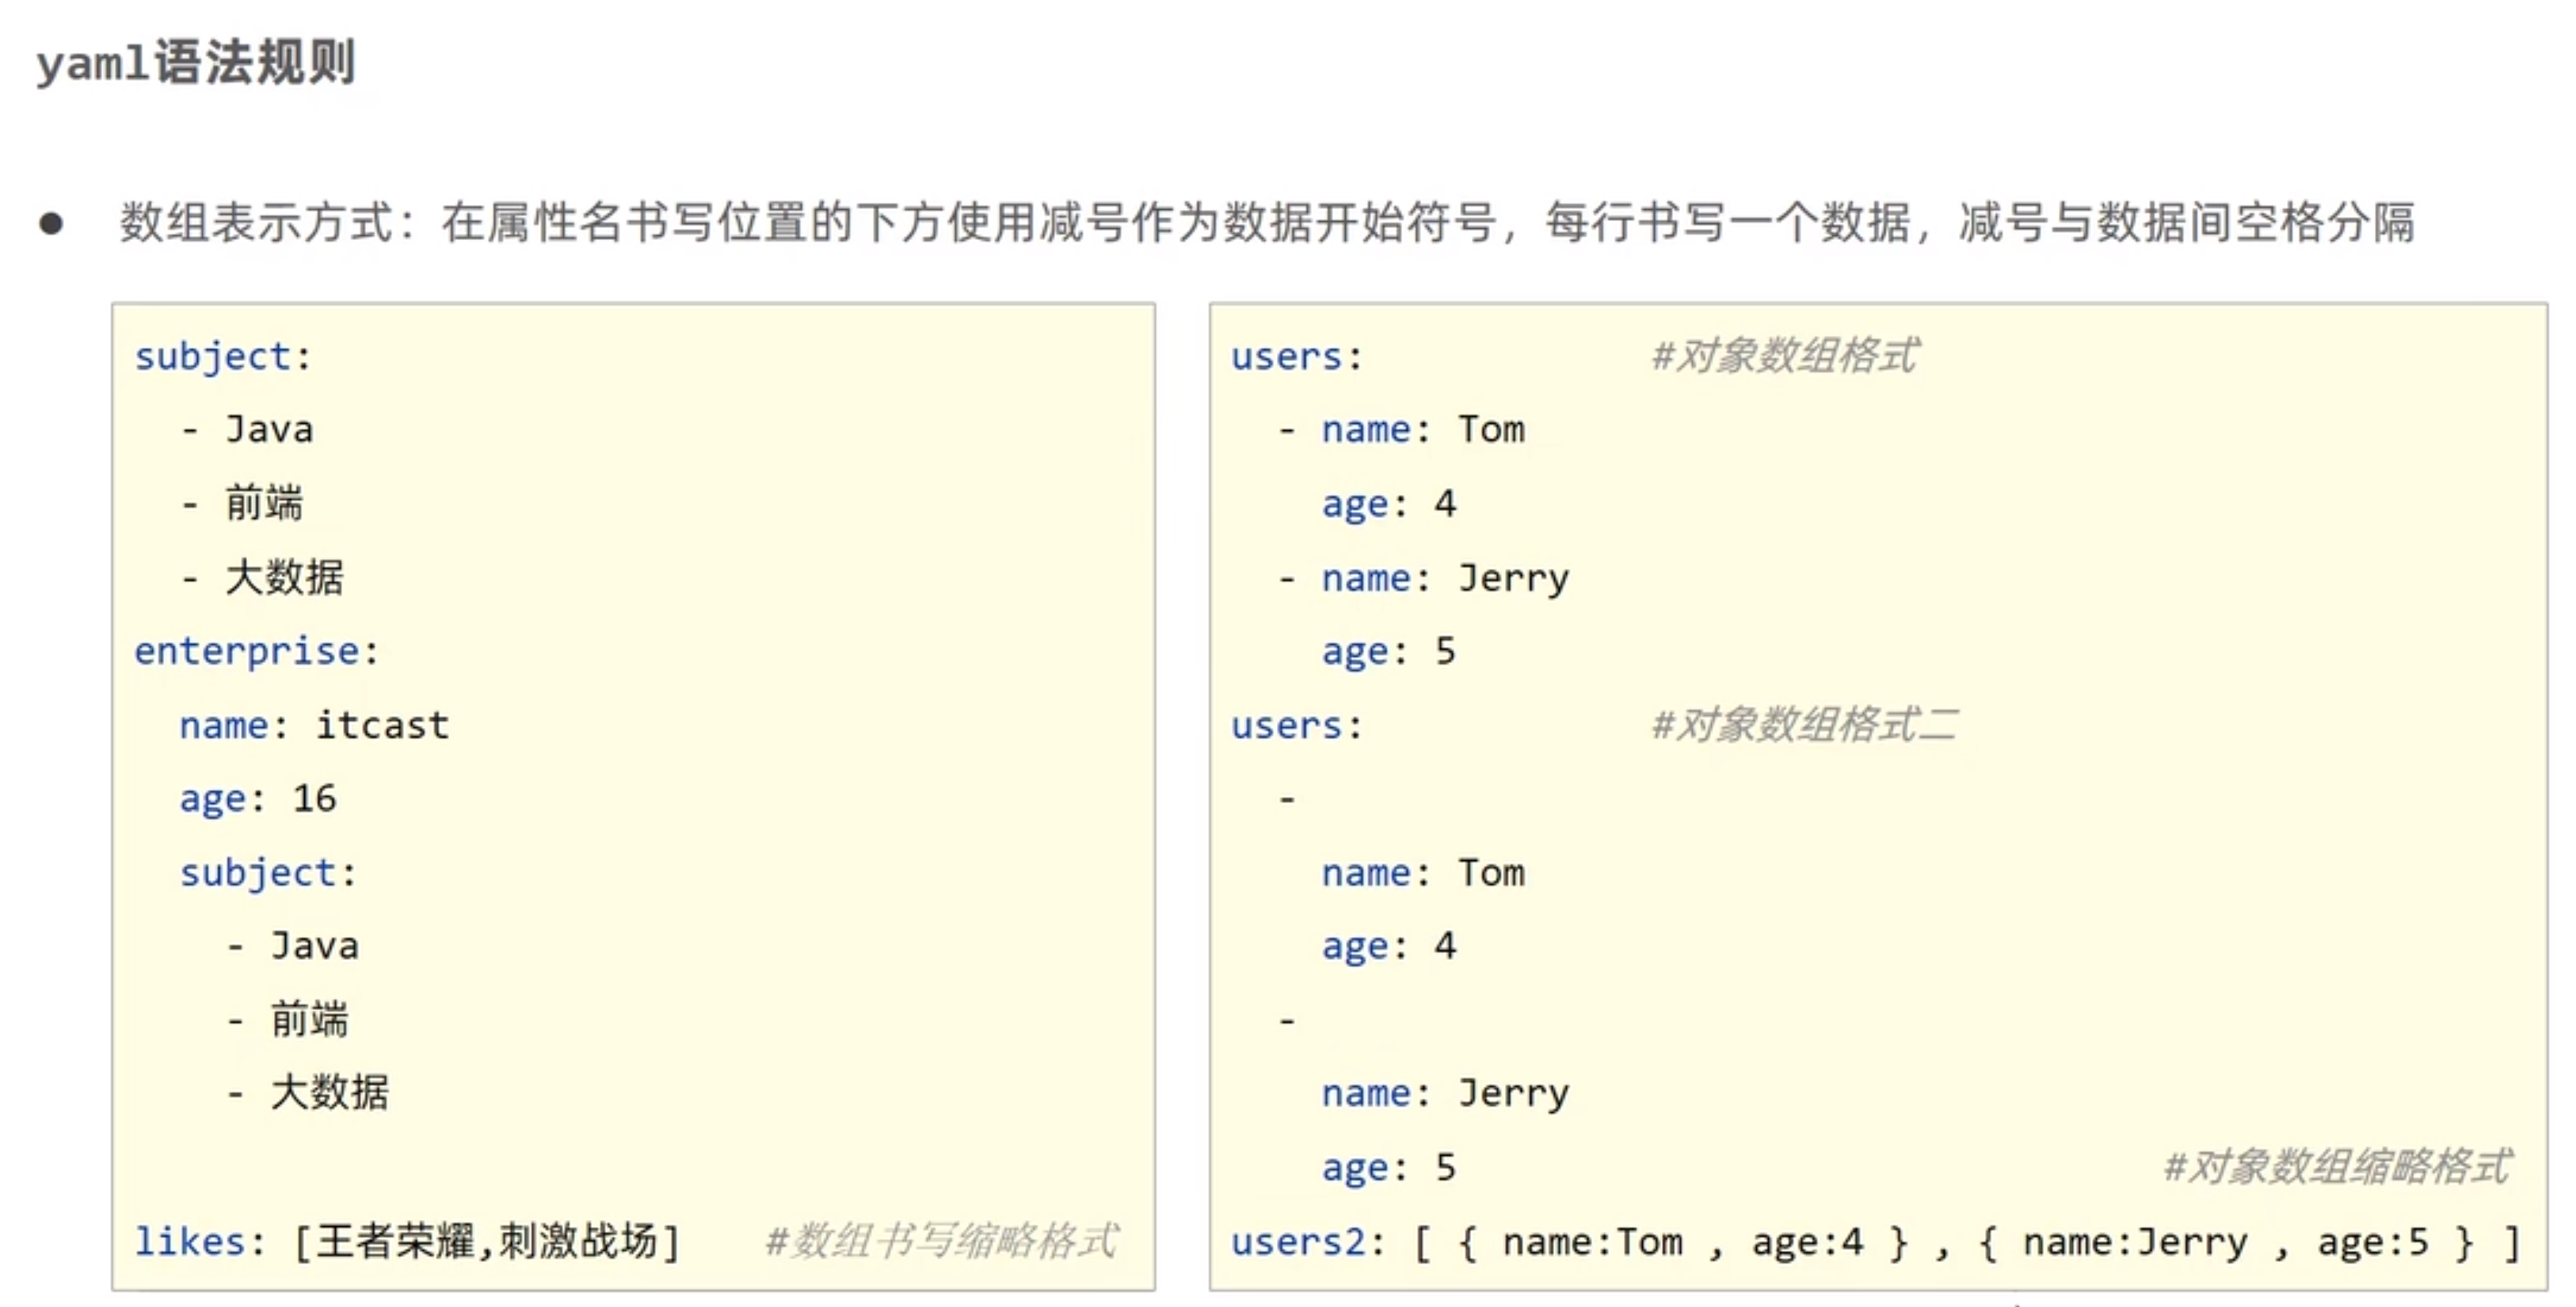 yaml语法规则
● 数组表示方式：在属性名书写位置的下方使用减号作为数据开始符号，每行书写一个数据，减号与数据间空格分隔
subject:
  - Java
  - 前端
  - 大数据
enterprise:
  name: itcast
  age: 16
  subject:
    - Java
    - 前端
    - 大数据
likes: [王者荣耀,刺激战场]    #数组书写缩略格式
users:    #对象数组格式
  - name: Tom
    age: 4
  - name: Jerry
    age: 5
users:    #对象数组格式二
  -
    name: Tom
    age: 4
  -
    name: Jerry
    age: 5    #对象数组缩略格式
users2: [ { name:Tom , age:4 } , { name:Jerry , age:5 } ]